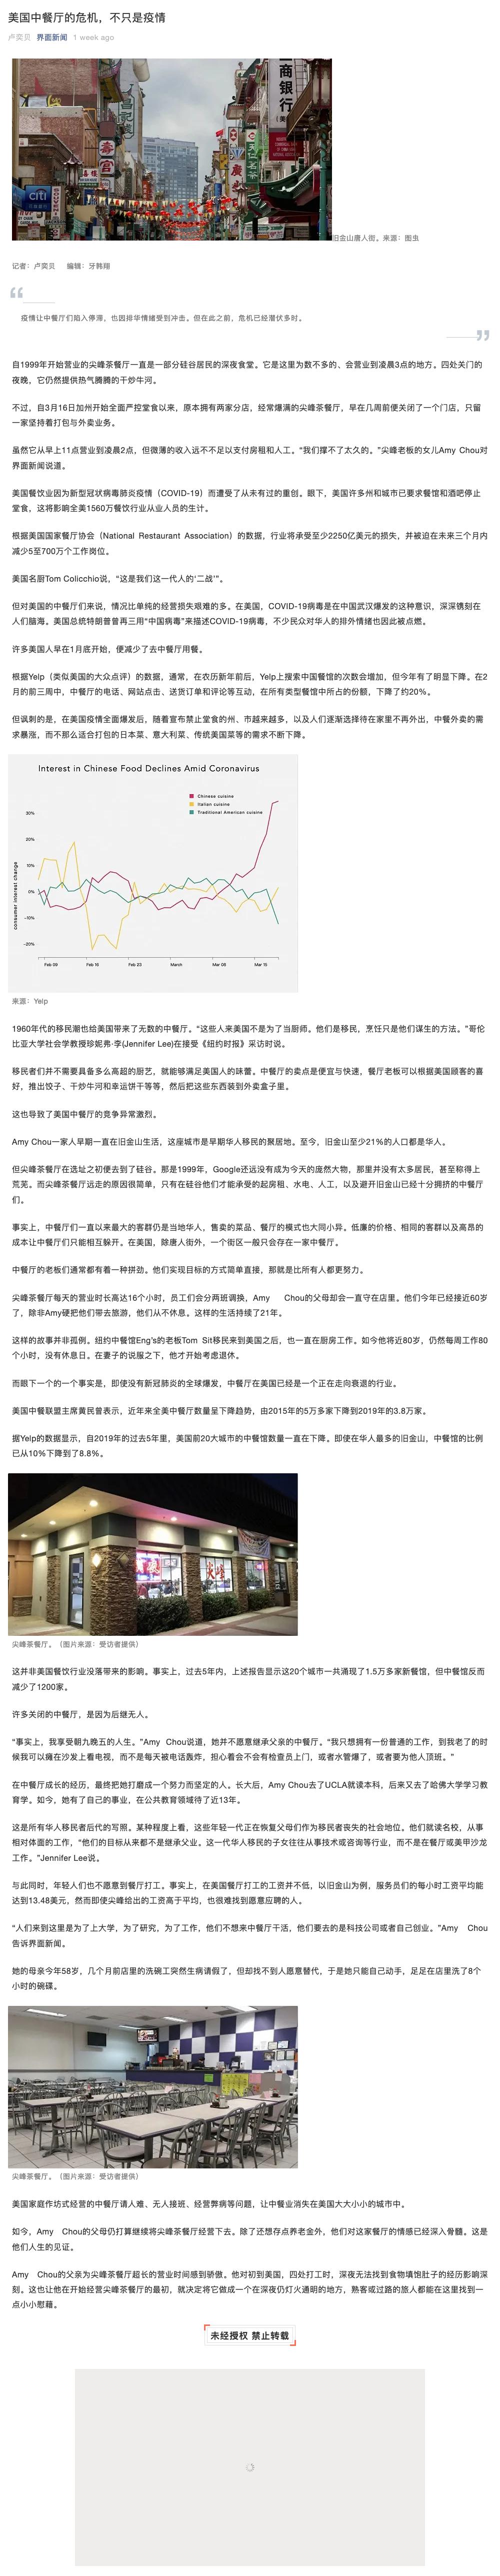 美国中餐厅的危机，不只是疫情
卢奕贝 界面新闻 1 week ago
商
银
行
citi
旧金山唐人街。来源：图虫
记者：卢奕贝 编辑：牙韩翔
疫情让中餐厅们陷入停滞，也因排华情绪受到冲击。但在此之前，危机已经潜伏多时。
自1999年开始营业的尖峰茶餐厅一直是一部分硅谷居民的深夜食堂。它是这里为数不多的、会营业到凌晨3点的地方。四处关门的
夜晚，它仍然提供热气腾腾的干炒牛河。
不过，自3月16日加州开始全面严控堂食以来，原本拥有两家分店，经常爆满的尖峰茶餐厅，早在几周前便关闭了一个门店，只留
一家坚持着打包与外卖业务。
虽然它从早上11点营业到凌晨2点，但微薄的收入远不不足以支付房租和人工。“我们撑不了太久的。”尖峰老板的女儿Amy Chou对
界面新闻说道。
美国餐饮业因为新型冠状病毒肺炎疫情（COVID-19）而遭受了从未有过的重创。眼下，美国许多州和城市已要求餐馆和酒吧停止
堂食，这将影响全美1560万餐饮行业从业人员的生计。
根据美国国家餐厅协会（National Restaurant Association）的数据，行业将承受至少2250亿美元的损失，并被迫在未来三个月内
减少5至700万个工作岗位。
美国名厨Tom Colicchio说，“这是我们这一代人的‘二战’”。
但对美国的中餐厅们来说，情况比单纯的经营损失艰难的多。在美国，COVID-19病毒是在中国武汉爆发的这种意识，深深镌刻在
人们脑海。美国总统特朗普曾再三用“中国病毒”来描述COVID-19病毒，不少民众对华人的排外情绪也因此被点燃。
许多美国人早在1月底开始，便减少了去中餐厅用餐。
根据Yelp（类似美国的大众点评）的数据，通常，在农历新年前后，Yelp上搜索中国餐馆的次数会增加，但今年有了明显下降。在2
月的前三周中，中餐厅的电话、网站点击、送货订单和评论等互动，在所有类型餐馆中所占的份额，下降了约20%。
但讽刺的是，在美国疫情全面爆发后，随着宣布禁止堂食的州、市越来越多，以及人们逐渐选择待在家里不再外出，中餐外卖的需
求暴涨，而不那么适合打包的日本菜、意大利菜、传统美国菜等的需求不断下降。
Interest in Chinese Food Declines Amid Coronavirus
Chinese cuisine
Italian cuisine
Traditional American cuisine
consumer interest change
30%
20%
10%
0%
-10%
-20%
Feb 09 Feb 16 Feb 23 March Mar 08 Mar 15
来源：Yelp
1960年代的移民潮也给美国带来了无数的中餐厅。“这些人来美国不是为了当厨师。他们是移民，烹饪只是他们谋生的方法。”哥伦
比亚大学社会学教授珍妮弗·李(Jennifer Lee)在接受《纽约时报》采访时说。
移民者们并不需要具备多么高超的厨艺，就能够满足美国人的味蕾。中餐厅的卖点是便宜与快速，餐厅老板可以根据美国顾客的喜
好，推出饺子、干炒牛河和幸运饼干等等，然后把这些东西装到外卖盒子里。
这也导致了美国中餐厅的竞争异常激烈。
Amy Chou一家人早期一直在旧金山生活，这座城市是早期华人移民的聚居地。至今，旧金山至少21%的人口都是华人。
但尖峰茶餐厅在选址之初便去到了硅谷。那是1999年，Google还远没有成为今天的庞然大物，那里并没有太多居民，甚至称得上
荒芜。而尖峰茶餐厅远走的原因很简单，只有在硅谷他们才能承受的起房租、水电、人工，以及避开旧金山已经十分拥挤的中餐厅
们。
事实上，中餐厅们一直以来最大的客群仍是当地华人，售卖的菜品、餐厅的模式也大同小异。低廉的价格、相同的客群以及高昂的
成本让中餐厅们只能相互躲开。在美国，除唐人街外，一个街区一般只会存在一家中餐厅。
中餐厅的老板们通常都有着一种拼劲。他们实现目标的方式简单直接，那就是比所有人都更努力。
尖峰茶餐厅每天的营业时长高达16个小时，员工们会分两班调换，Amy Chou的父母却会一直守在店里。他们今年已经接近60岁
了，除非Amy硬把他们带去旅游，他们从不休息。这样的生活持续了21年。
这样的故事并非孤例。纽约中餐馆Eng’s的老板Tom Sit移民来到美国之后，也一直在厨房工作。如今他将近80岁，仍然每周工作80
个小时，没有休息日。在妻子的说服之下，他才开始考虑退休。
而眼下一个的一个事实是，即使没有新冠肺炎的全球爆发，中餐厅在美国已经是一个正在走向衰退的行业。
美国中餐联盟主席黄民曾表示，近年来全美中餐厅数量呈下降趋势，由2015年的5万多家下降到2019年的3.8万家。
据Yelp的数据显示，自2019年的过去5年里，美国前20大城市的中餐馆数量一直在下降。即使在华人最多的旧金山，中餐馆的比例
已从10%下降到了8.8%。
尖峰茶餐厅。（图片来源：受访者提供）
这并非美国餐饮行业没落带来的影响。事实上，过去5年内，上述报告显示这20个城市一共涌现了1.5万多家新餐馆，但中餐馆反而
减少了1200家。
许多关闭的中餐厅，是因为后继无人。
“事实上，我享受朝九晚五的人生。”Amy Chou说道，她并不愿意继承父亲的中餐厅。“我只想拥有一份普通的工作，到我老了的时
候我可以瘫在沙发上看电视，而不是每天被电话轰炸，担心着会不会有检查员上门，或者水管爆了，或者要为他人顶班。”
在中餐厅成长的经历，最终把她打磨成一个努力而坚定的人。长大后，Amy Chou去了UCLA就读本科，后来又去了哈佛大学学习教
育学。如今，她有了自己的事业，在公共教育领域待了近13年。
这是所有华人移民者后代的写照。某种程度上看，这些年轻一代正在恢复父母们作为移民者丧失的社会地位。他们就读名校，从事
相对体面的工作，“他们的目标从来都不是继承父业。这一代华人移民的子女往往从事技术或咨询等行业，而不是在餐厅或美甲沙龙
工作。”Jennifer Lee说。
与此同时，年轻人们也不愿意到餐厅打工。事实上，在美国餐厅打工的工资并不低，以旧金山为例，服务员们的每小时工资平均能
达到13.48美元，然而即使尖峰给出的工资高于平均，也很难找到愿意应聘的人。
“人们来到这里是为了上大学，为了研究，为了工作，他们不想来中餐厅干活，他们要去的是科技公司或者自己创业。”Amy Chou
告诉界面新闻。
她的母亲今年58岁，几个月前店里的洗碗工突然生病请假了，但却找不到人愿意替代，于是她只能自己动手，足足在店里洗了8个
小时的碗碟。
尖峰茶餐厅。（图片来源：受访者提供）
美国家庭作坊式经营的中餐厅请人难、无人接班、经营弊病等问题，让中餐业消失在美国大大小小的城市中。
如今，Amy Chou的父母仍打算继续将尖峰茶餐厅经营下去。除了还想存点养老金外，他们对这家餐厅的情感已经深入骨髓。这是
他们人生的见证。
Amy Chou的父亲为尖峰茶餐厅超长的营业时间感到骄傲。他对初到美国，四处打工时，深夜无法找到食物填饱肚子的经历影响深
刻。这也让他在开始经营尖峰茶餐厅的最初，就决定将它做成一个在深夜仍灯火通明的地方，熟客或过路的旅人都能在这里找到一
点小小慰藉。
未经授权 禁止转载